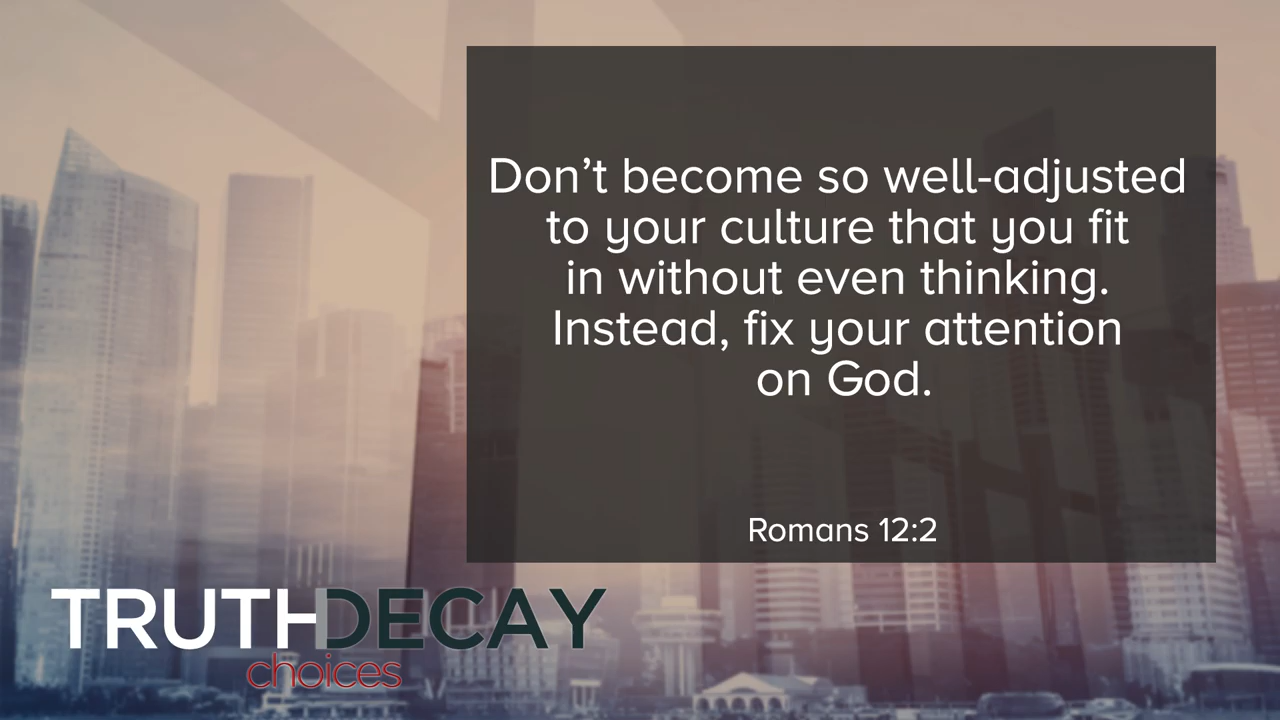 Don’t become so well-adjusted
to your culture that you fit
in without even thinking.
Instead, fix your attention
on God.
Romans 12:2
TRUTHDECAY
choices